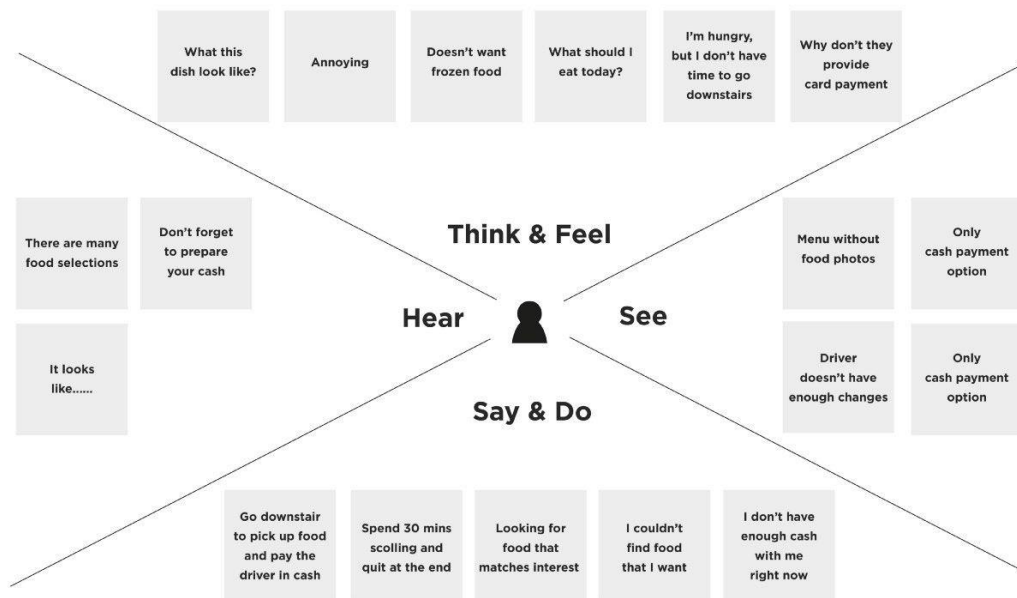 What this
dish look like?
Annoying
Doesn't want
frozen food
What should I
eat today?
I'm hungry,
but I don't have
time to go
downstairs
Why don't they
provide
card payment
Think & Feel
There are many
food selections
Don't forget
to prepare
your cash
It looks
like......
Hear
See
Menu without
food photos
Only
cash payment
option
Driver
doesn't have
enough changes
Only
cash payment
option
Say & Do
Go downstair
to pick up food
and pay the
driver in cash
Spend 30 mins
scolling and
quit at the end
Looking for
food that
matches interest
I couldn't
find food
that I want
I don't have
enough cash
with me
right now